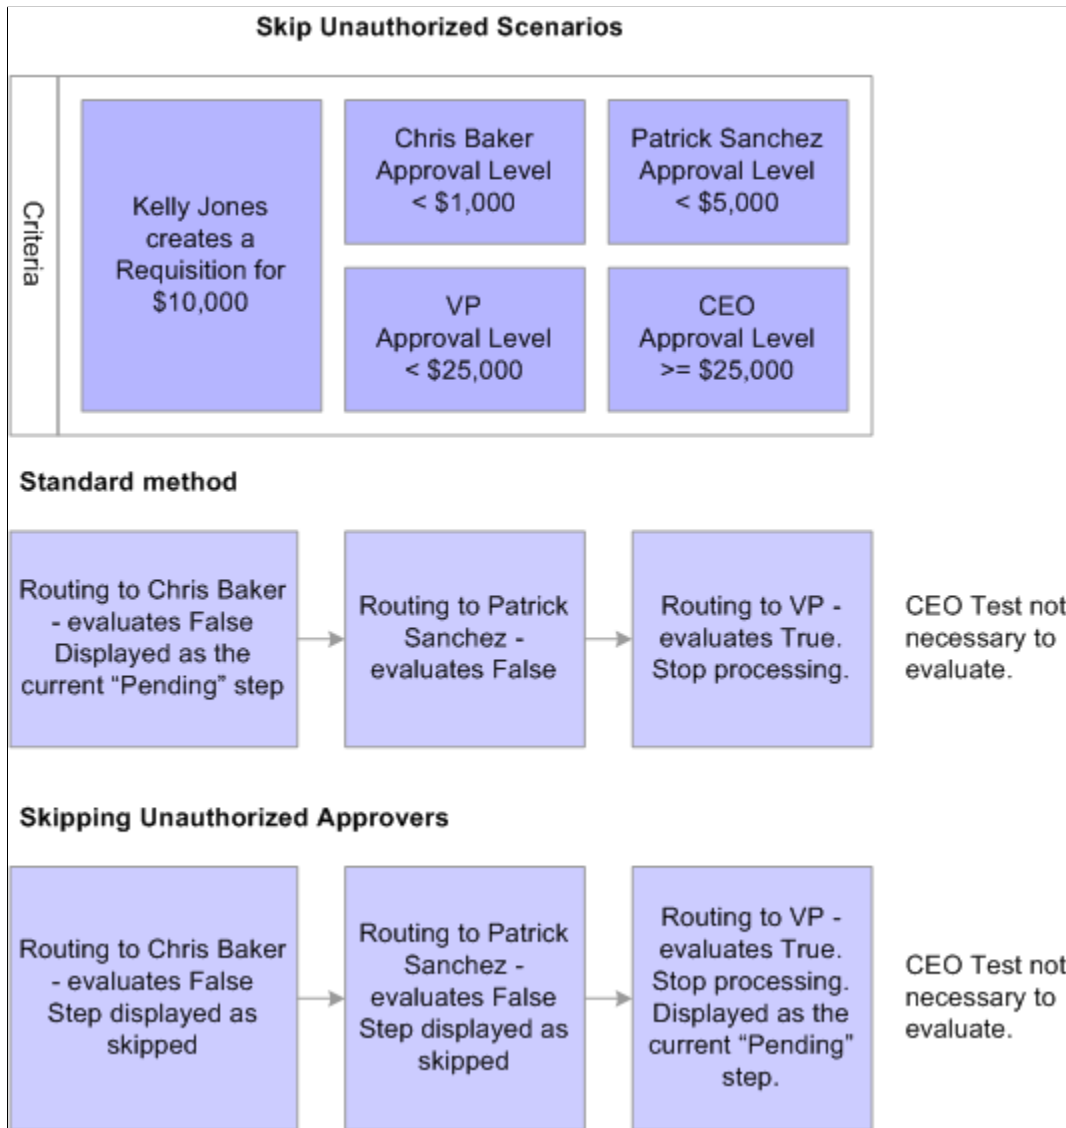 Skip Unauthorized Scenarios
Criteria
Kelly Jones
creates a
Requisition for
$10,000
Chris Baker
Approval Level
< $1,000
Patrick Sanchez
Approval Level
< $5,000
VP
Approval Level
< $25,000
CEO
Approval Level
>= $25,000
Standard method
Routing to Chris Baker
- evaluates False
Displayed as the
current “Pending” step
Routing to Patrick
Sanchez -
evaluates False
Routing to VP -
evaluates True.
Stop processing.
CEO Test not
necessary to
evaluate.
Skipping Unauthorized Approvers
Routing to Chris Baker
- evaluates False
Step displayed as
skipped
Routing to Patrick
Sanchez -
evaluates False
Step displayed as
skipped
Routing to VP -
evaluates True.
Stop processing.
Displayed as the
current “Pending”
step.
CEO Test not
necessary to
evaluate.